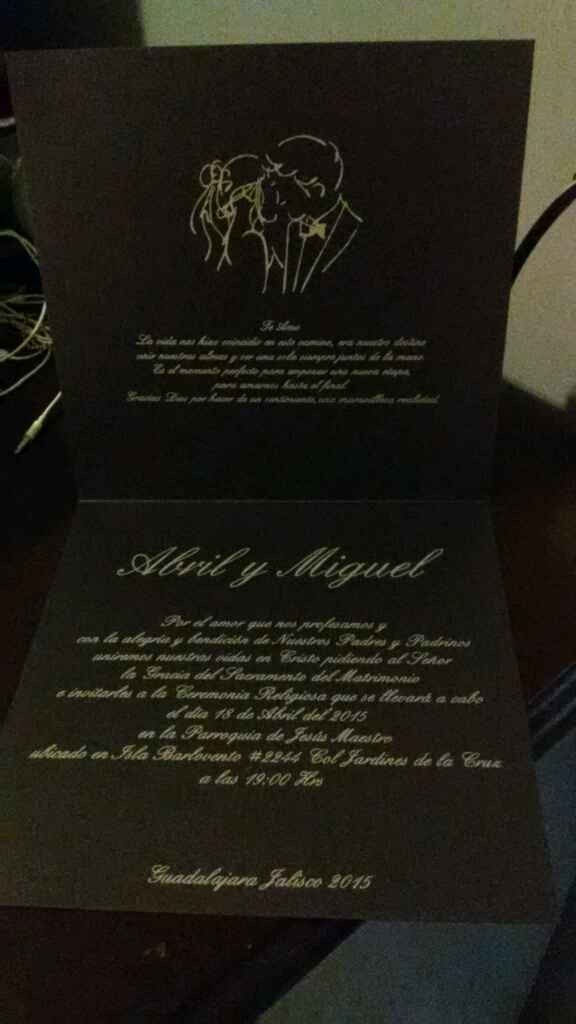 Te Amo
La vida nos hizo coincidir en este camino, era nuestro destino
unir nuestras almas y ser una sola siempre juntos de la mano.
Es el momento perfecto para empezar una nueva etapa,
para amarnos hasta el final.
Gracias Dios por hacer de un sentimiento, una maravillosa realidad.
Abril y Miguel
Por el amor que nos profesamos y
con la alegria y bendición de Nuestros Padres y Padrinos
uniremos nuestras vidas en Cristo pidiendo al Señor
la Gracia del Sacramento del Matrimonio
e invitarles a la Ceremonia Religiosa que se llevará a cabo
el día 18 de Abril del 2015
en la Parroquia de Jesús Maestro
ubicado en Isla Barlovento #2244 Col Jardines de la Cruz
a las 19:00 Hrs
Guadalajara Jalisco 2015